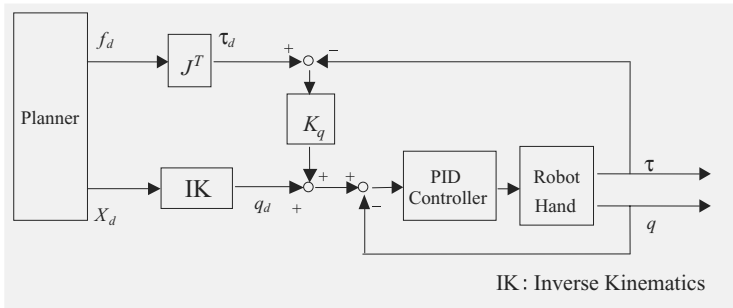 f_d
J^T
τ_d
+
−
Planner
K_q
X_d
IK
q_d
+
+
+
−
PID
Controller
Robot
Hand
τ
q
IK: Inverse Kinematics